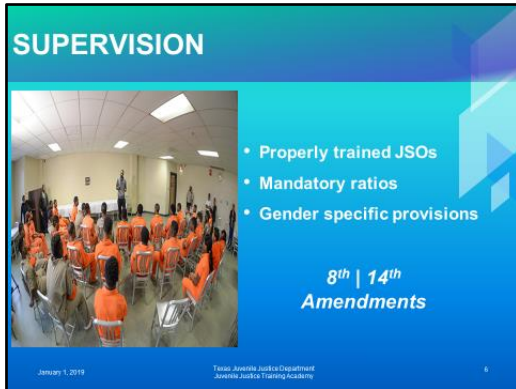 SUPERVISION
• Properly trained JSOs
• Mandatory ratios
• Gender specific provisions
8th | 14th
Amendments
January 1, 2019
Texas Juvenile Justice Department
Juvenile Justice Training Academy
6